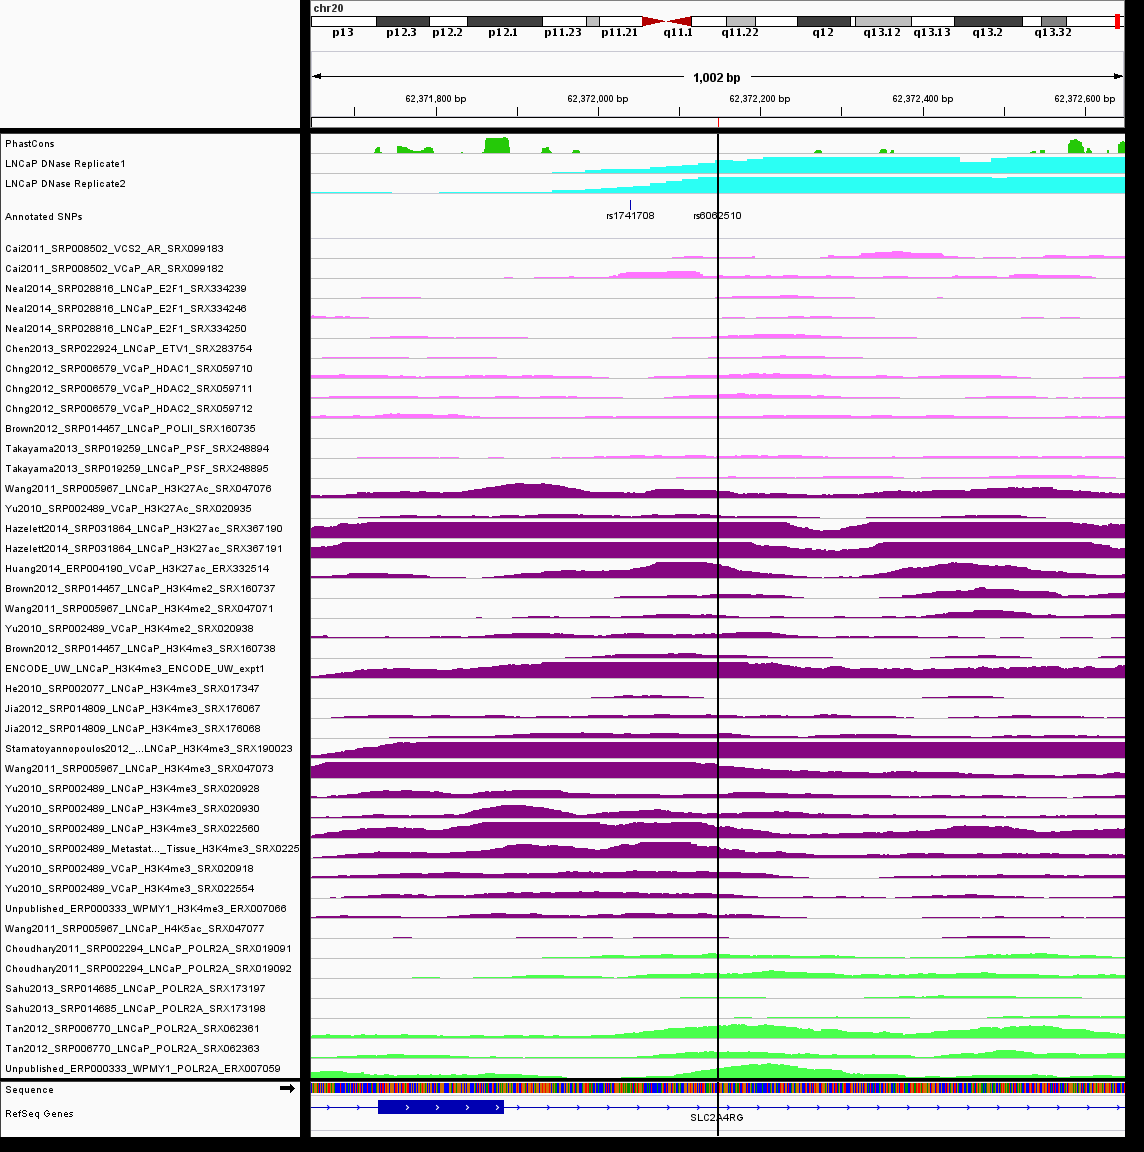 chr20
p13 p12.3 p12.2 p12.1 p11.23 p11.21 q11.1 q11.22 q12 q13.12 q13.13 q13.2 q13.32
1,002 bp
62,371,800 bp 62,372,000 bp 62,372,200 bp 62,372,400 bp 62,372,600 bp
PhastCons
LNCaP DNase Replicate1
LNCaP DNase Replicate2
Annotated SNPs
rs1741708 rs6062510
Cai2011_SRP008502_VCS2_AR_SRX099183
Cai2011_SRP008502_VCaP_AR_SRX099182
Neal2014_SRP028816_LNCaP_E2F1_SRX334239
Neal2014_SRP028816_LNCaP_E2F1_SRX334246
Neal2014_SRP028816_LNCaP_E2F1_SRX334250
Chen2013_SRP022924_LNCaP_ETV1_SRX283754
Chng2012_SRP006579_VCaP_HDAC1_SRX059710
Chng2012_SRP006579_VCaP_HDAC2_SRX059711
Chng2012_SRP006579_VCaP_HDAC2_SRX059712
Brown2012_SRP014457_LNCaP_POLII_SRX160735
Takayama2013_SRP019259_LNCaP_PSF_SRX248894
Takayama2013_SRP019259_LNCaP_PSF_SRX248895
Wang2011_SRP005967_LNCaP_H3K27Ac_SRX047076
Yu2010_SRP002489_VCaP_H3K27Ac_SRX020935
Hazelett2014_SRP031864_LNCaP_H3K27ac_SRX367190
Hazelett2014_SRP031864_LNCaP_H3K27ac_SRX367191
Huang2014_ERP004190_VCaP_H3K27ac_ERX332514
Brown2012_SRP014457_LNCaP_H3K4me2_SRX160737
Wang2011_SRP005967_LNCaP_H3K4me2_SRX047071
Yu2010_SRP002489_VCaP_H3K4me2_SRX020938
Brown2012_SRP014457_LNCaP_H3K4me3_SRX160738
ENCODE_UW_LNCaP_H3K4me3_ENCODE_UW_expt1
He2010_SRP002077_LNCaP_H3K4me3_SRX017347
Jia2012_SRP014809_LNCaP_H3K4me3_SRX176067
Jia2012_SRP014809_LNCaP_H3K4me3_SRX176068
Stamatoyannopoulos2012_..._LNCaP_H3K4me3_SRX190023
Wang2011_SRP005967_LNCaP_H3K4me3_SRX047073
Yu2010_SRP002489_LNCaP_H3K4me3_SRX020928
Yu2010_SRP002489_LNCaP_H3K4me3_SRX020930
Yu2010_SRP002489_LNCaP_H3K4me3_SRX022560
Yu2010_SRP002489_Metastat..._Tissue_H3K4me3_SRX0225
Yu2010_SRP002489_VCaP_H3K4me3_SRX020918
Yu2010_SRP002489_VCaP_H3K4me3_SRX022554
Unpublished_ERP000333_WPMY1_H3K4me3_ERX007066
Wang2011_SRP005967_LNCaP_H4K5ac_SRX047077
Choudhary2011_SRP002294_LNCaP_POLR2A_SRX019091
Choudhary2011_SRP002294_LNCaP_POLR2A_SRX019092
Sahu2013_SRP014685_LNCaP_POLR2A_SRX173197
Sahu2013_SRP014685_LNCaP_POLR2A_SRX173198
Tan2012_SRP006770_LNCaP_POLR2A_SRX062361
Tan2012_SRP006770_LNCaP_POLR2A_SRX062363
Unpublished_ERP000333_WPMY1_POLR2A_ERX007059
Sequence
RefSeq Genes
SLC2A4RG